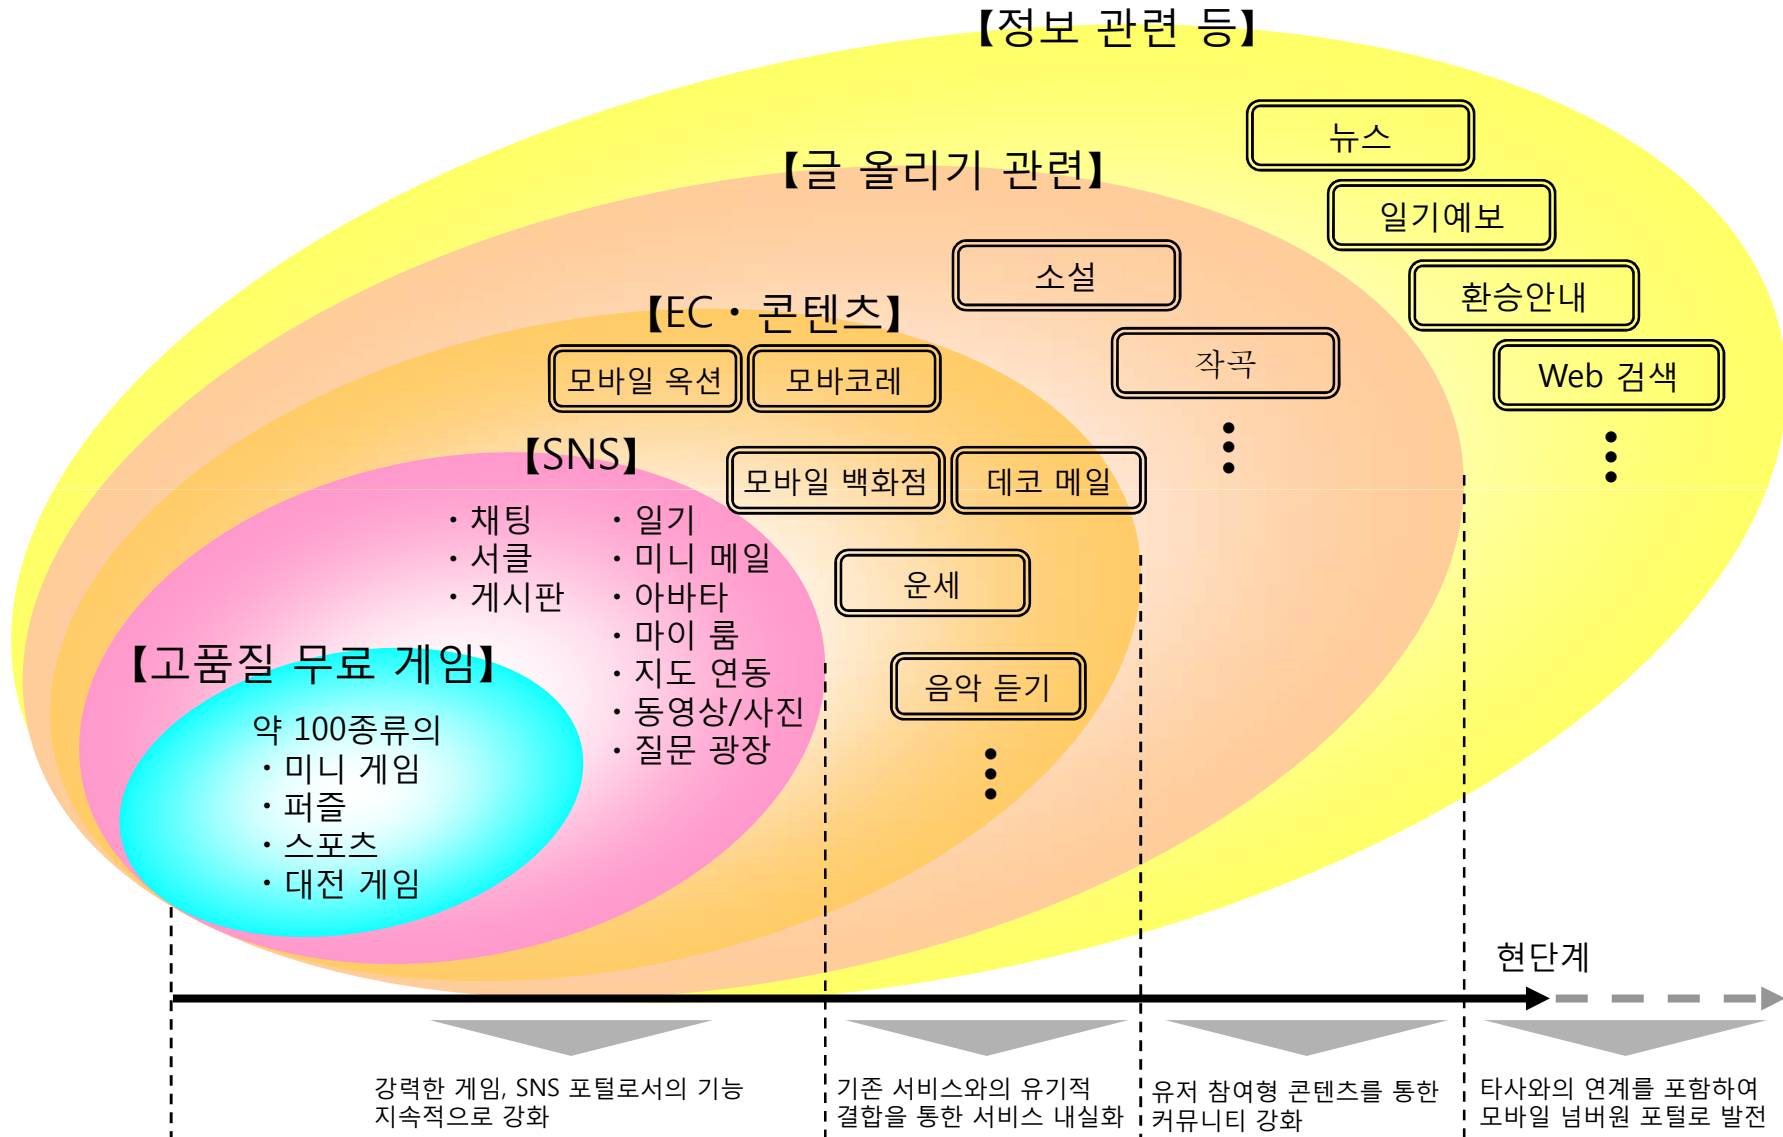 【정보 관련 등】
뉴스
일기예보
환승안내
Web 검색
【글 올리기 관련】
소설
작곡
【EC・콘텐츠】
모바일 옥션
모바코레
모바일 백화점
데코 메일
운세
음악 듣기
【SNS】
・채팅
・서클
・게시판
・일기
・미니 메일
・아바타
・마이 룸
・지도 연동
・동영상/사진
・질문 광장
【고품질 무료 게임】
약 100종류의
・미니 게임
・퍼즐
・스포츠
・대전 게임
현단계
강력한 게임, SNS 포털로서의 기능
지속적으로 강화
기존 서비스와의 유기적
결합을 통한 서비스 내실화
유저 참여형 콘텐츠를 통한
커뮤니티 강화
타사와의 연계를 포함하여
모바일 넘버원 포털로 발전